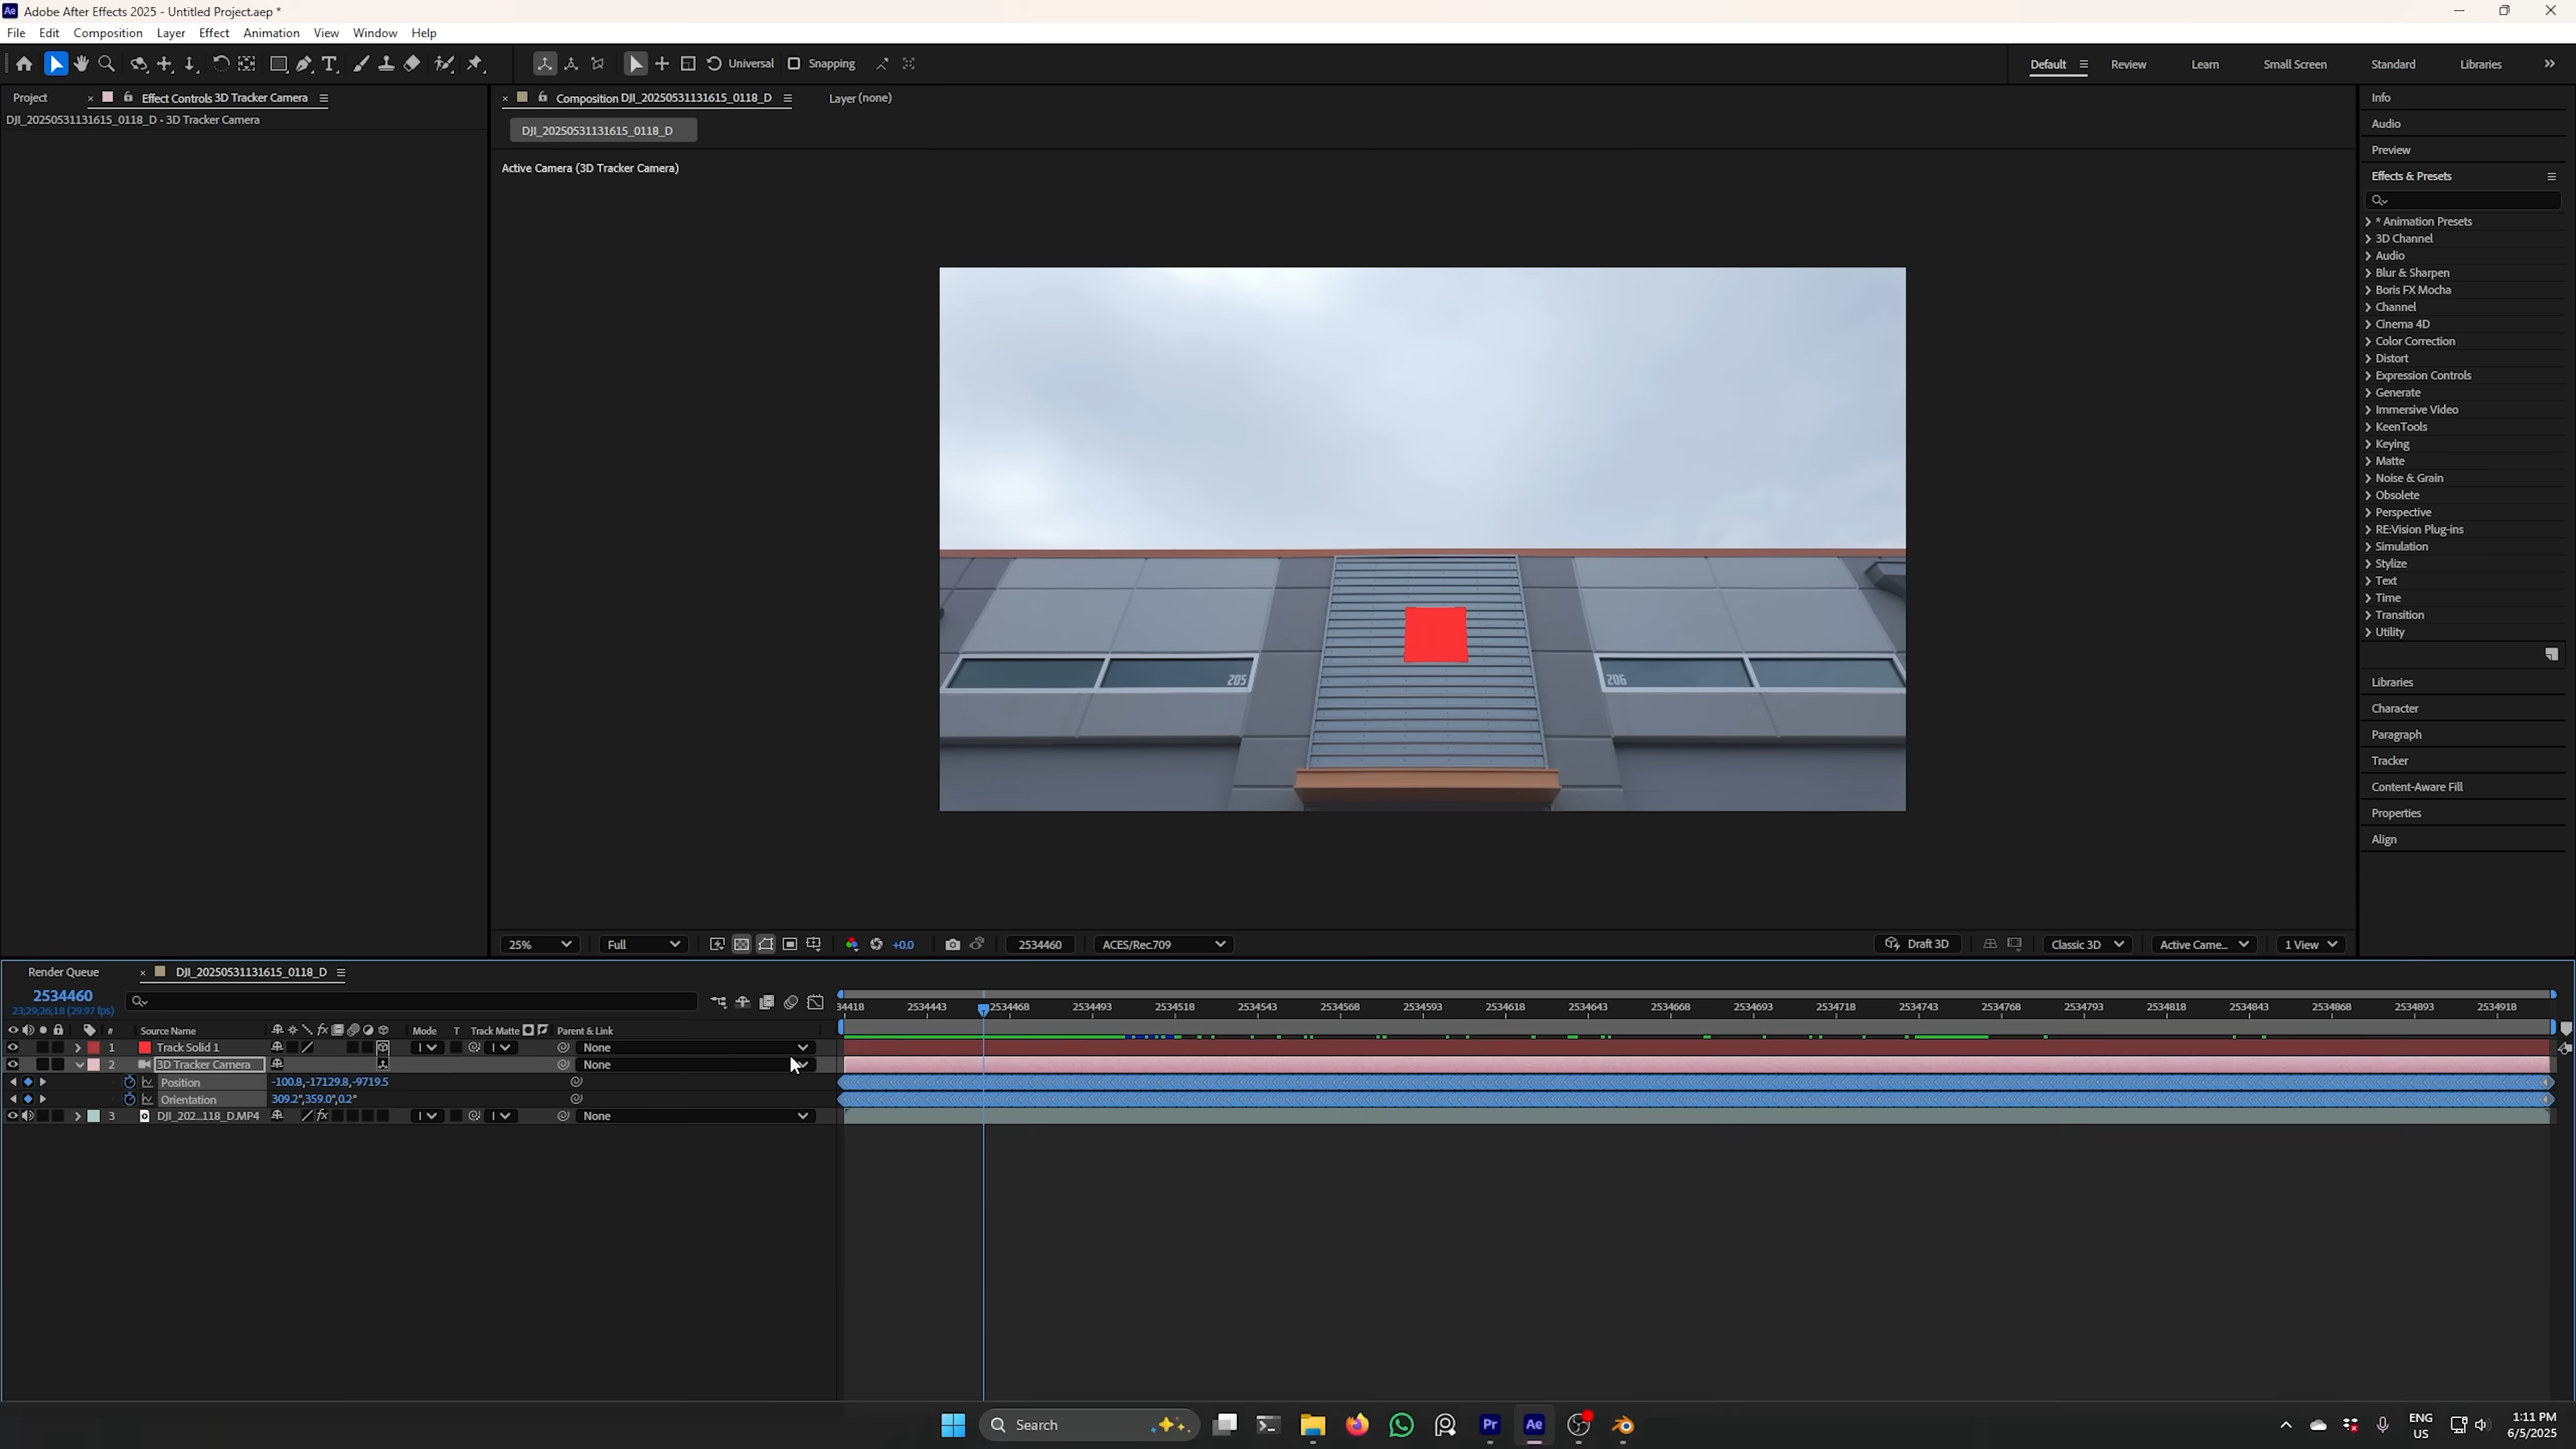 Ae Adobe After Effects 2025 - Untitled Project.aep *
File Edit Composition Layer Effect Animation View Window Help
Universal Snapping Default Review Learn Small Screen Standard Libraries
Project Effect Controls 3D Tracker Camera
DJI_20250531131615_0118_D - 3D Tracker Camera
Composition DJI_20250531131615_0118_D
Layer (none)
DJI_20250531131615_0118_D
Active Camera (3D Tracker Camera)
205
206
25% Full +0.0 2534460 ACES/Rec.709 Draft 3D Classic 3D Active Came... 1 View
Info
Audio
Preview
Effects & Presets
* Animation Presets
3D Channel
Audio
Blur & Sharpen
Boris FX Mocha
Channel
Cinema 4D
Color Correction
Distort
Expression Controls
Generate
Immersive Video
KeenTools
Keying
Matte
Noise & Grain
Obsolete
Perspective
RE:Vision Plug-ins
Simulation
Stylize
Text
Time
Transition
Utility
Libraries
Character
Paragraph
Tracker
Content-Aware Fill
Properties
Align
Render Queue DJI_20250531131615_0118_D
2534460
23;29;26;18 (29.97 fps)
34418 2534443 2534468 2534493 2534518 2534543 2534568 2534593 2534618 2534643 2534668 2534693 2534718 2534743 2534768 2534793 2534818 2534843 2534868 2534893 2534918
# Source Name fx Mode T Track Matte Parent & Link
1 Track Solid 1 None
2 3D Tracker Camera None
Position -100.8,-17129.8,-9719.5
Orientation 309.2°,359.0°,0.2°
3 DJI_202...118_D.MP4 fx None
Search Pr Ae ENG
US
1:11 PM
6/5/2025